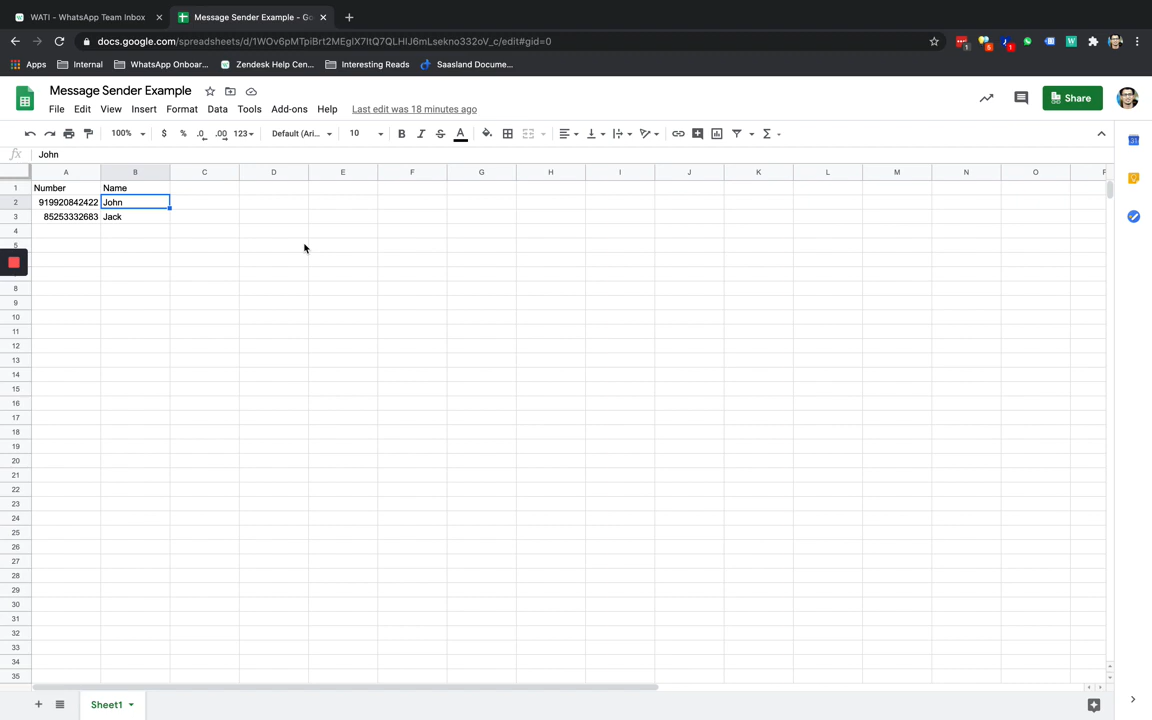 WATI - WhatsApp Team Inbox
Message Sender Example - Go
docs.google.com/spreadsheets/d/1WOv6pMTpiBrt2MEglX7ItQ7QLHIJ6mLsekno332oV_c/edit#gid=0
Apps Internal WhatsApp Onboar... Zendesk Help Cen... Interesting Reads Saasland Docume...
Message Sender Example
File Edit View Insert Format Data Tools Add-ons Help Last edit was 18 minutes ago
Share
100% $ % .0 .00 123 Default (Ari... 10 B I S A
fx John
A B C D E F G H I J K L M N O P
1 Number Name
2 919920842422 John
3 85253332683 Jack
4
5
8
9
10
11
12
13
14
15
16
17
18
19
20
21
22
23
24
25
26
27
28
29
30
31
32
33
34
35
Sheet1